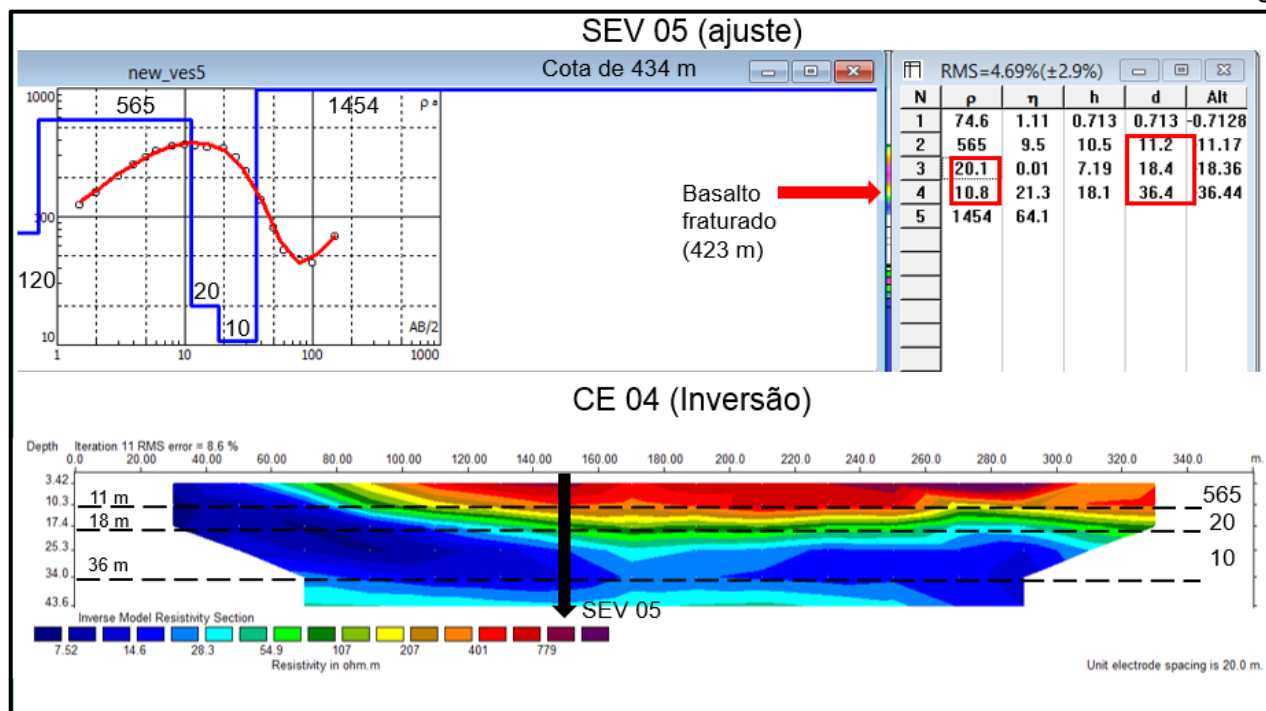 SEV 05 (ajuste)
new_ves5
Cota de 434 m
1000
565
1454
ρa
100
120
20
10
10
AB/2
1
10
100
1000
Basalto
fraturado
(423 m)
RMS=4.69%(±2.9%)
N ρ η h d Alt
1 74.6 1.11 0.713 0.713 -0.7128
2 565 9.5 10.5 11.2 11.17
3 20.1 0.01 7.19 18.4 18.36
4 10.8 21.3 18.1 36.4 36.44
5 1454 64.1
CE 04 (Inversão)
Depth Iteration 11 RMS error = 8.6 %
0.0 20.00 40.00 60.00 80.00 100.00 120.00 140.00 160.00 180.00 200.0 220.0 240.0 260.0 280.0 300.0 320.0 340.0 m.
3.42
10.3
17.4
25.3
34.0
43.6
11 m
18 m
36 m
565
20
10
SEV 05
Inverse Model Resistivity Section
7.52 14.6 28.3 54.9 107 207 401 779
Resistivity in ohm.m
Unit electrode spacing is 20.0 m.